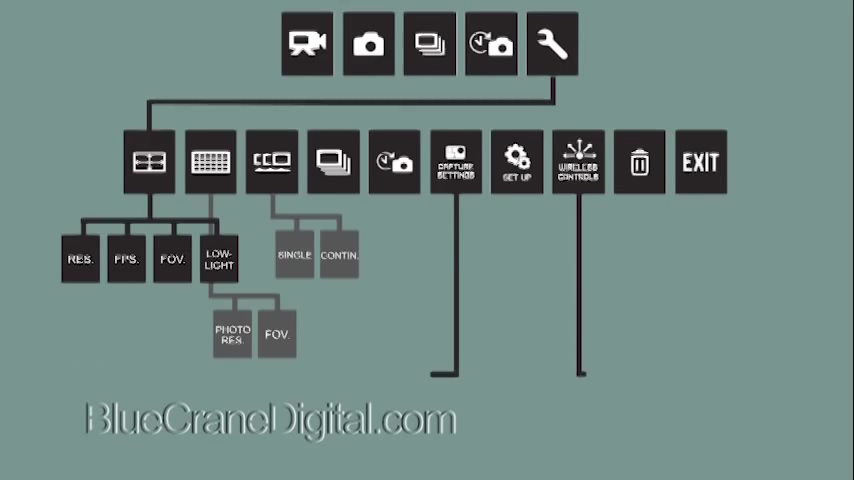 CAPTURE
SETTINGS
SET UP
WIRELESS
CONTROLS
EXIT
RES.
FPS.
FOV.
LOW-
LIGHT
SINGLE
CONTIN.
PHOTO
RES.
FOV.
BlueCraneDigital.com